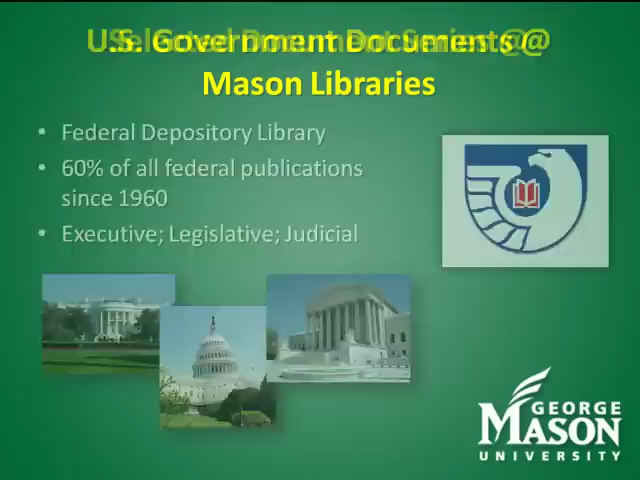 U.S. Government Documents @
Mason Libraries
• Federal Depository Library
• 60% of all federal publications
since 1960
• Executive; Legislative; Judicial
GEORGE
MASON
UNIVERSITY